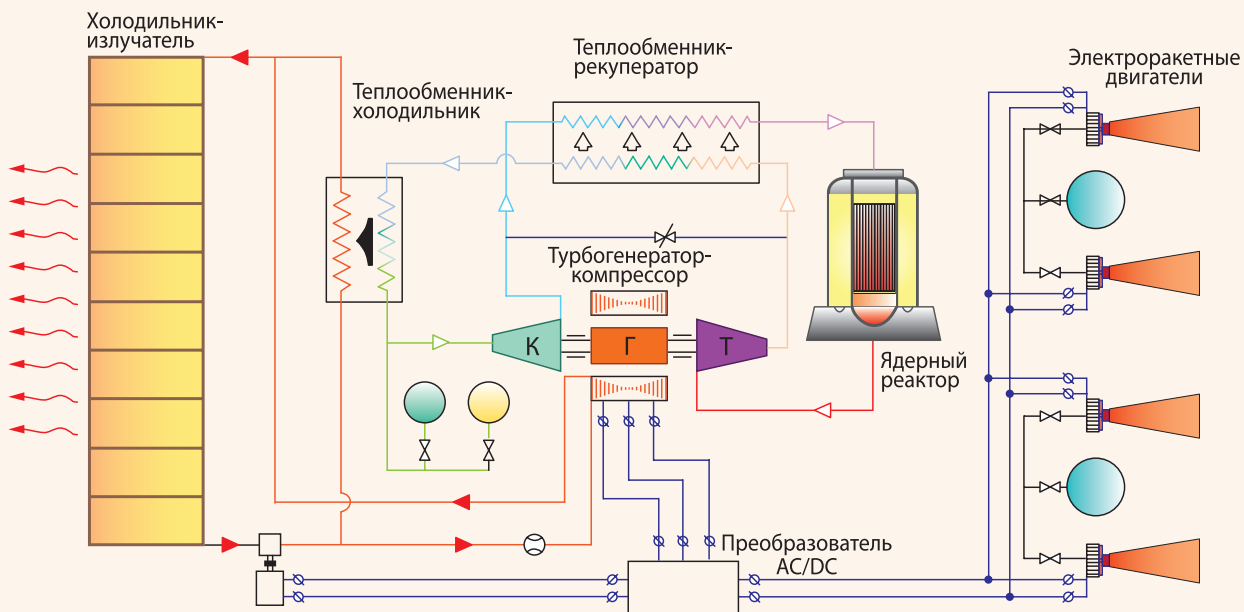 Холодильник-
излучатель
Теплообменник-
холодильник
Теплообменник-
рекуператор
Электроракетные
двигатели
Турбогенератор-
компрессор
К
Г
Т
Ядерный
реактор
Преобразователь
AC/DC